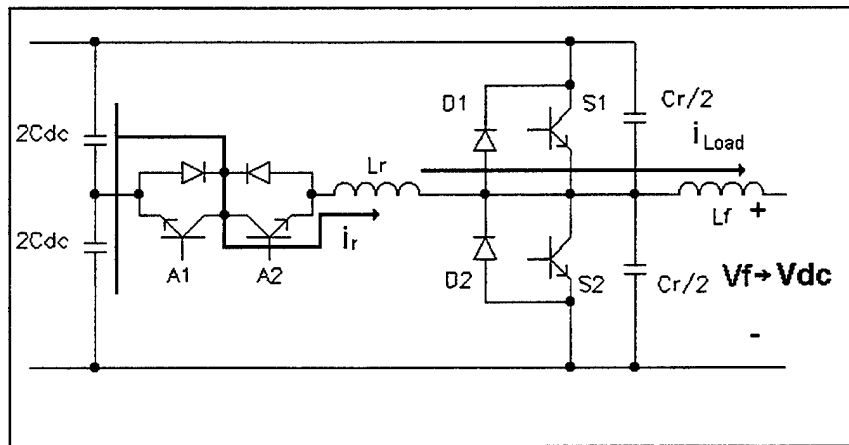 D1
S1
Cr/2
2Cdc
iLoad
Lr
Lf
+
2Cdc
ir
A1
A2
D2
S2
Cr/2
Vf→Vdc
-